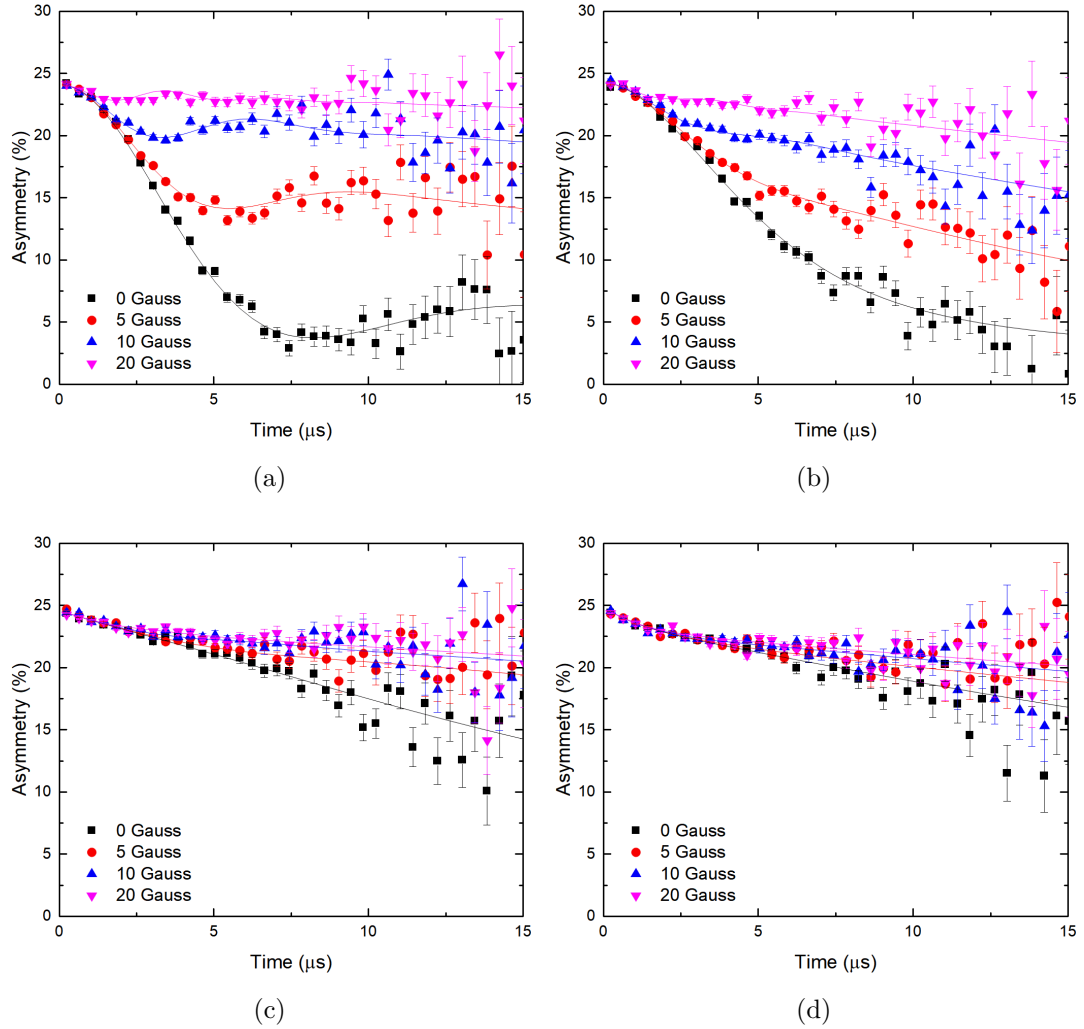 30
25
20
15
10
5
0
Asymmetry (%)
0 Gauss
5 Gauss
10 Gauss
20 Gauss
0 5 10 15
Time (μs)
(a)
30
25
20
15
10
5
0
Asymmetry (%)
0 Gauss
5 Gauss
10 Gauss
20 Gauss
0 5 10 15
Time (μs)
(b)
30
25
20
15
10
5
0
Asymmetry (%)
0 Gauss
5 Gauss
10 Gauss
20 Gauss
0 5 10 15
Time (μs)
(c)
30
25
20
15
10
5
0
Asymmetry (%)
0 Gauss
5 Gauss
10 Gauss
20 Gauss
0 5 10 15
Time (μs)
(d)